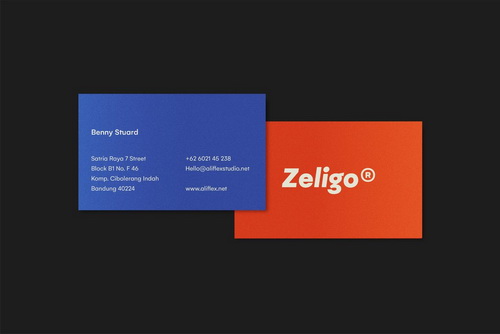 Benny Stuard
Satria Raya 7 Street
Block B1 No. F 46
Komp. Cibolerang Indah
Bandung 40224
+62 6021 45 238
Hello@aliflexstudio.net
www.aliflex.net
Zeligo®